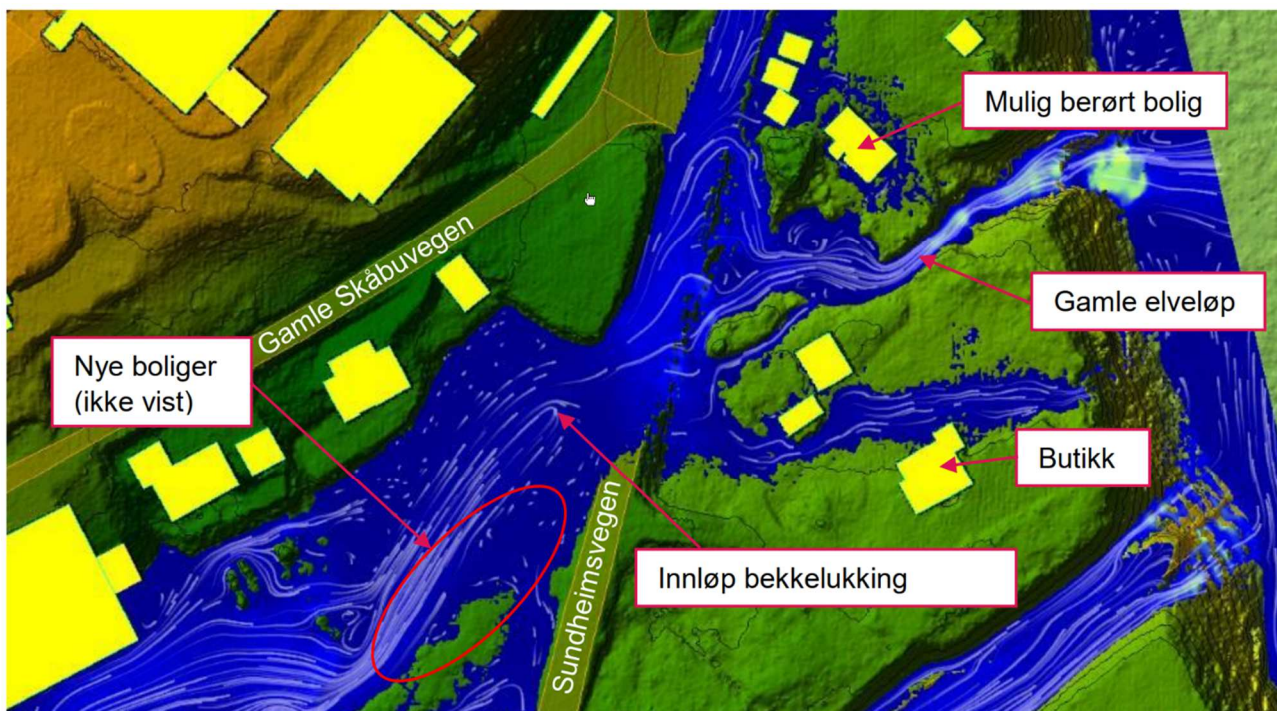 Mulig berørt bolig
Gamle Skåbuvegen
Gamle elveløp
Nye boliger
(ikke vist)
Butikk
Sundheimsvegen
Innløp bekkelukking